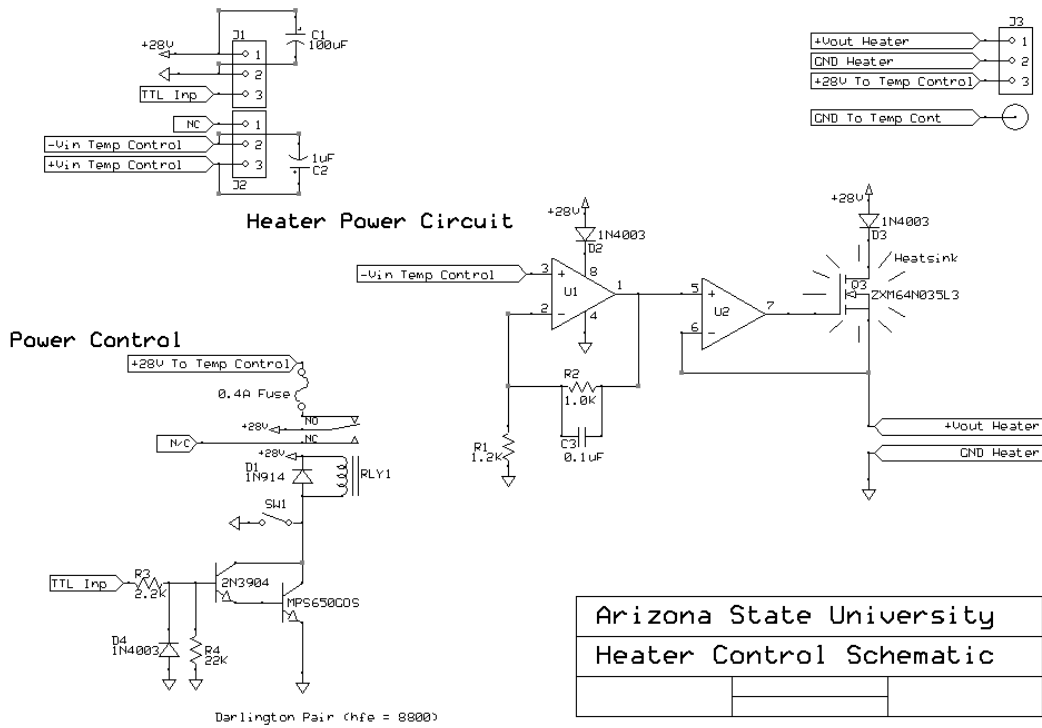 J1
+28V
1
2
TTL Inp
3
C1
100uF
NC
1
-Vin Temp Control
2
+Vin Temp Control
3
J2
1uF
C2
J3
+Vout Heater
1
GND Heater
2
+28V To Temp Control
3
GND To Temp Cont
Heater Power Circuit
+28V
1N4003
D2
-Vin Temp Control
3
+
8
U1
1
2
-
4
R2
1.0K
C3
0.1uF
R1
1.2K
5
+
U2
7
6
-
+28V
1N4003
D3
Heatsink
Q3
ZXM64N035L3
+Vout Heater
GND Heater
Power Control
+28V To Temp Control
0.4A Fuse
NO
+28V
N/C
NC
+28V
D1
1N914
RLY1
SW1
TTL Inp
R3
2.2K
2N3904
MPS650GOS
D4
1N4003
R4
22K
Darlington Pair (hfe = 8800)
Arizona State University
Heater Control Schematic